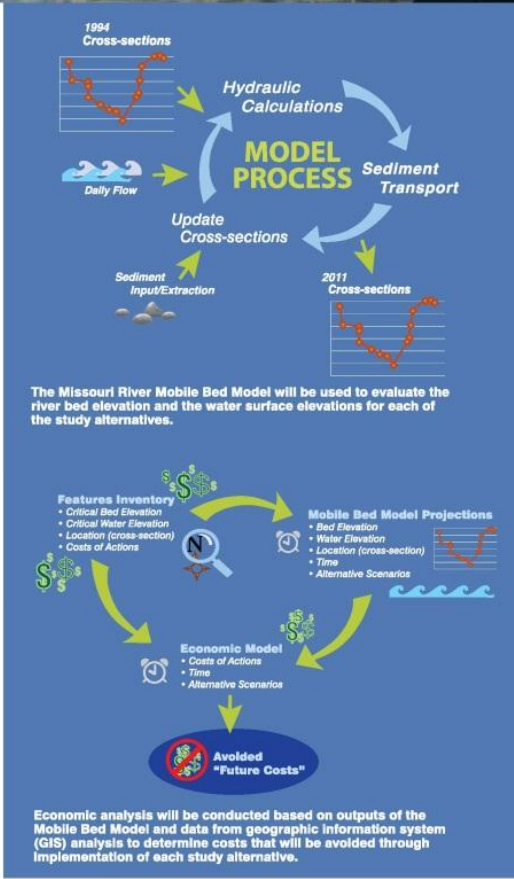 1994
Cross-sections
Hydraulic
Calculations
MODEL
PROCESS
Sediment
Transport
Daily Flow
Update
Cross-sections
Sediment
Input/Extraction
2011
Cross-sections
The Missouri River Mobile Bed Model will be used to evaluate the
river bed elevation and the water surface elevations for each of
the study alternatives.
Features Inventory
• Critical Bed Elevation
• Critical Water Elevation
• Location (cross-section)
• Costs of Actions
N
Mobile Bed Model Projections
• Bed Elevation
• Water Elevation
• Location (cross-section)
• Time
• Alternative Scenarios
Economic Model
• Costs of Actions
• Time
• Alternative Scenarios
Avoided
"Future Costs"
Economic analysis will be conducted based on outputs of the
Mobile Bed Model and data from geographic information system
(GIS) analysis to determine costs that will be avoided through
implementation of each study alternative.